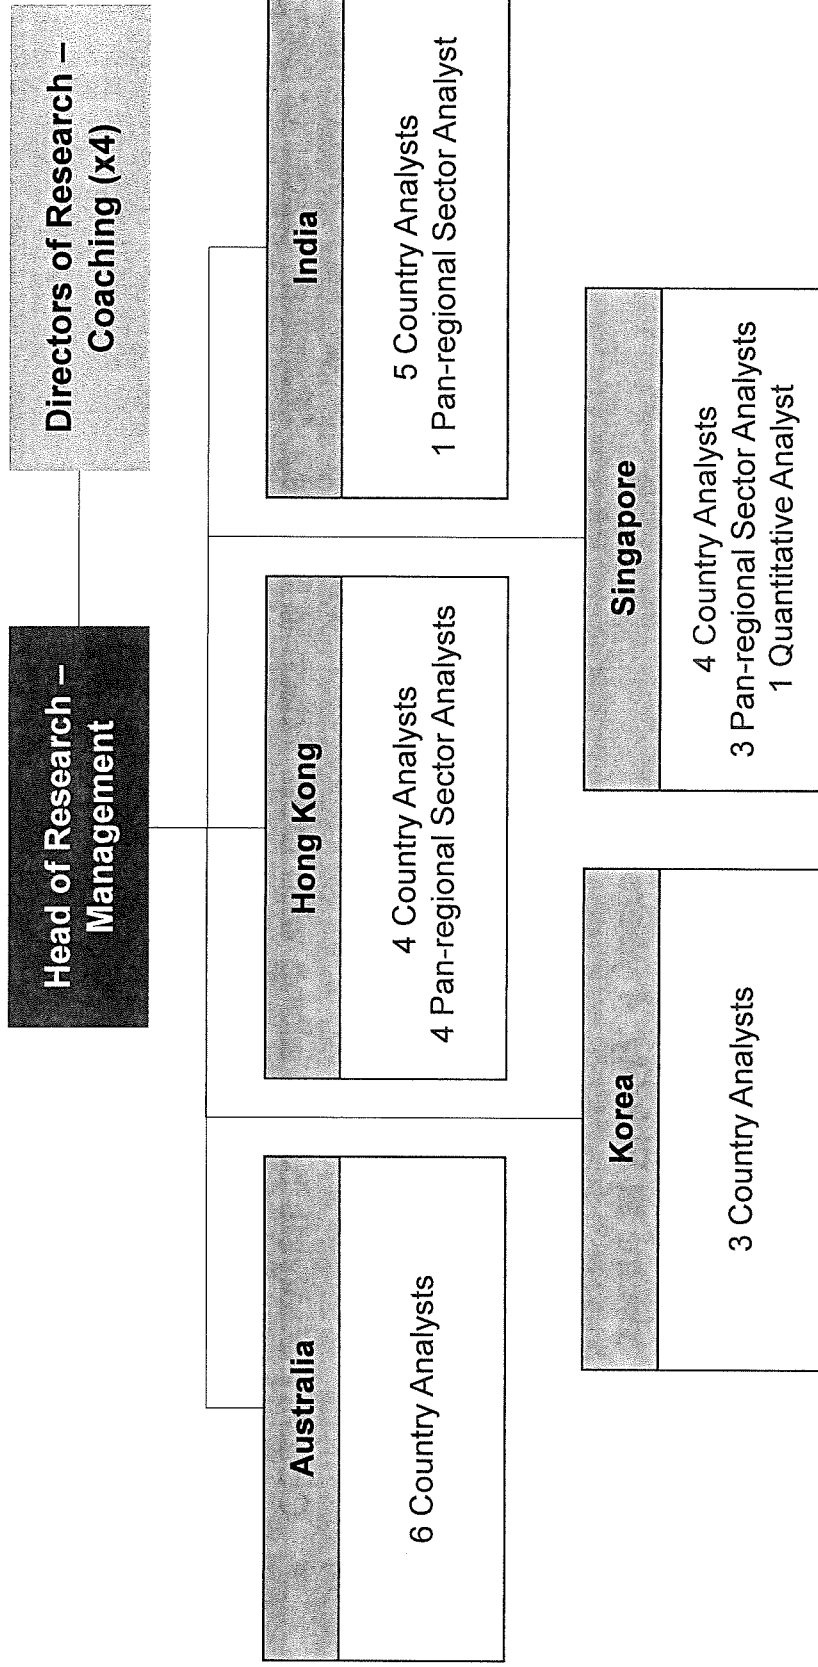 Head of Research –
Management
Directors of Research –
Coaching (x4)
Australia
6 Country Analysts
Hong Kong
4 Country Analysts
4 Pan-regional Sector Analysts
India
5 Country Analysts
1 Pan-regional Sector Analyst
Korea
3 Country Analysts
Singapore
4 Country Analysts
3 Pan-regional Sector Analysts
1 Quantitative Analyst